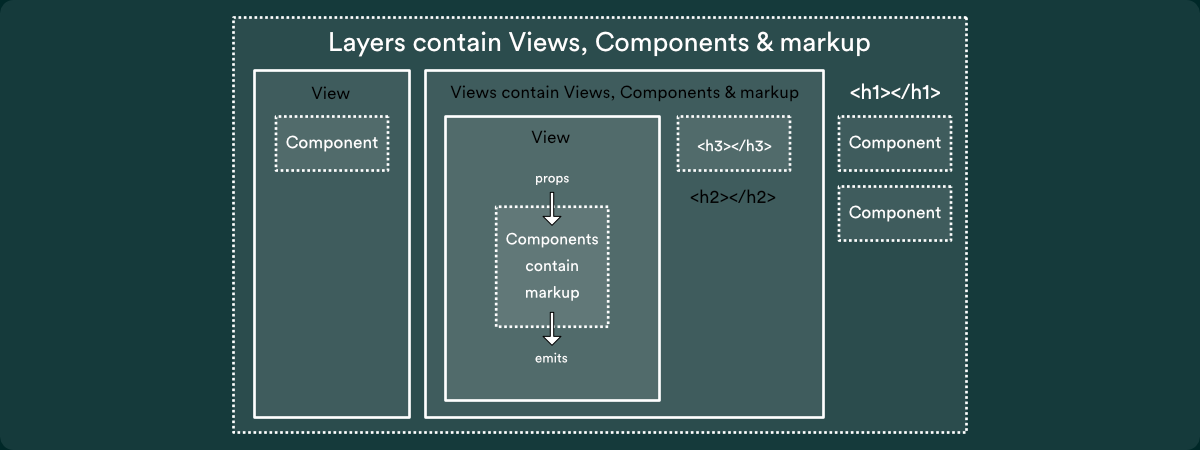 Layers contain Views, Components & markup
View
Component
Views contain Views, Components & markup
View
props
Components
contain
markup
emits
<h3></h3>
<h2></h2>
<h1></h1>
Component
Component